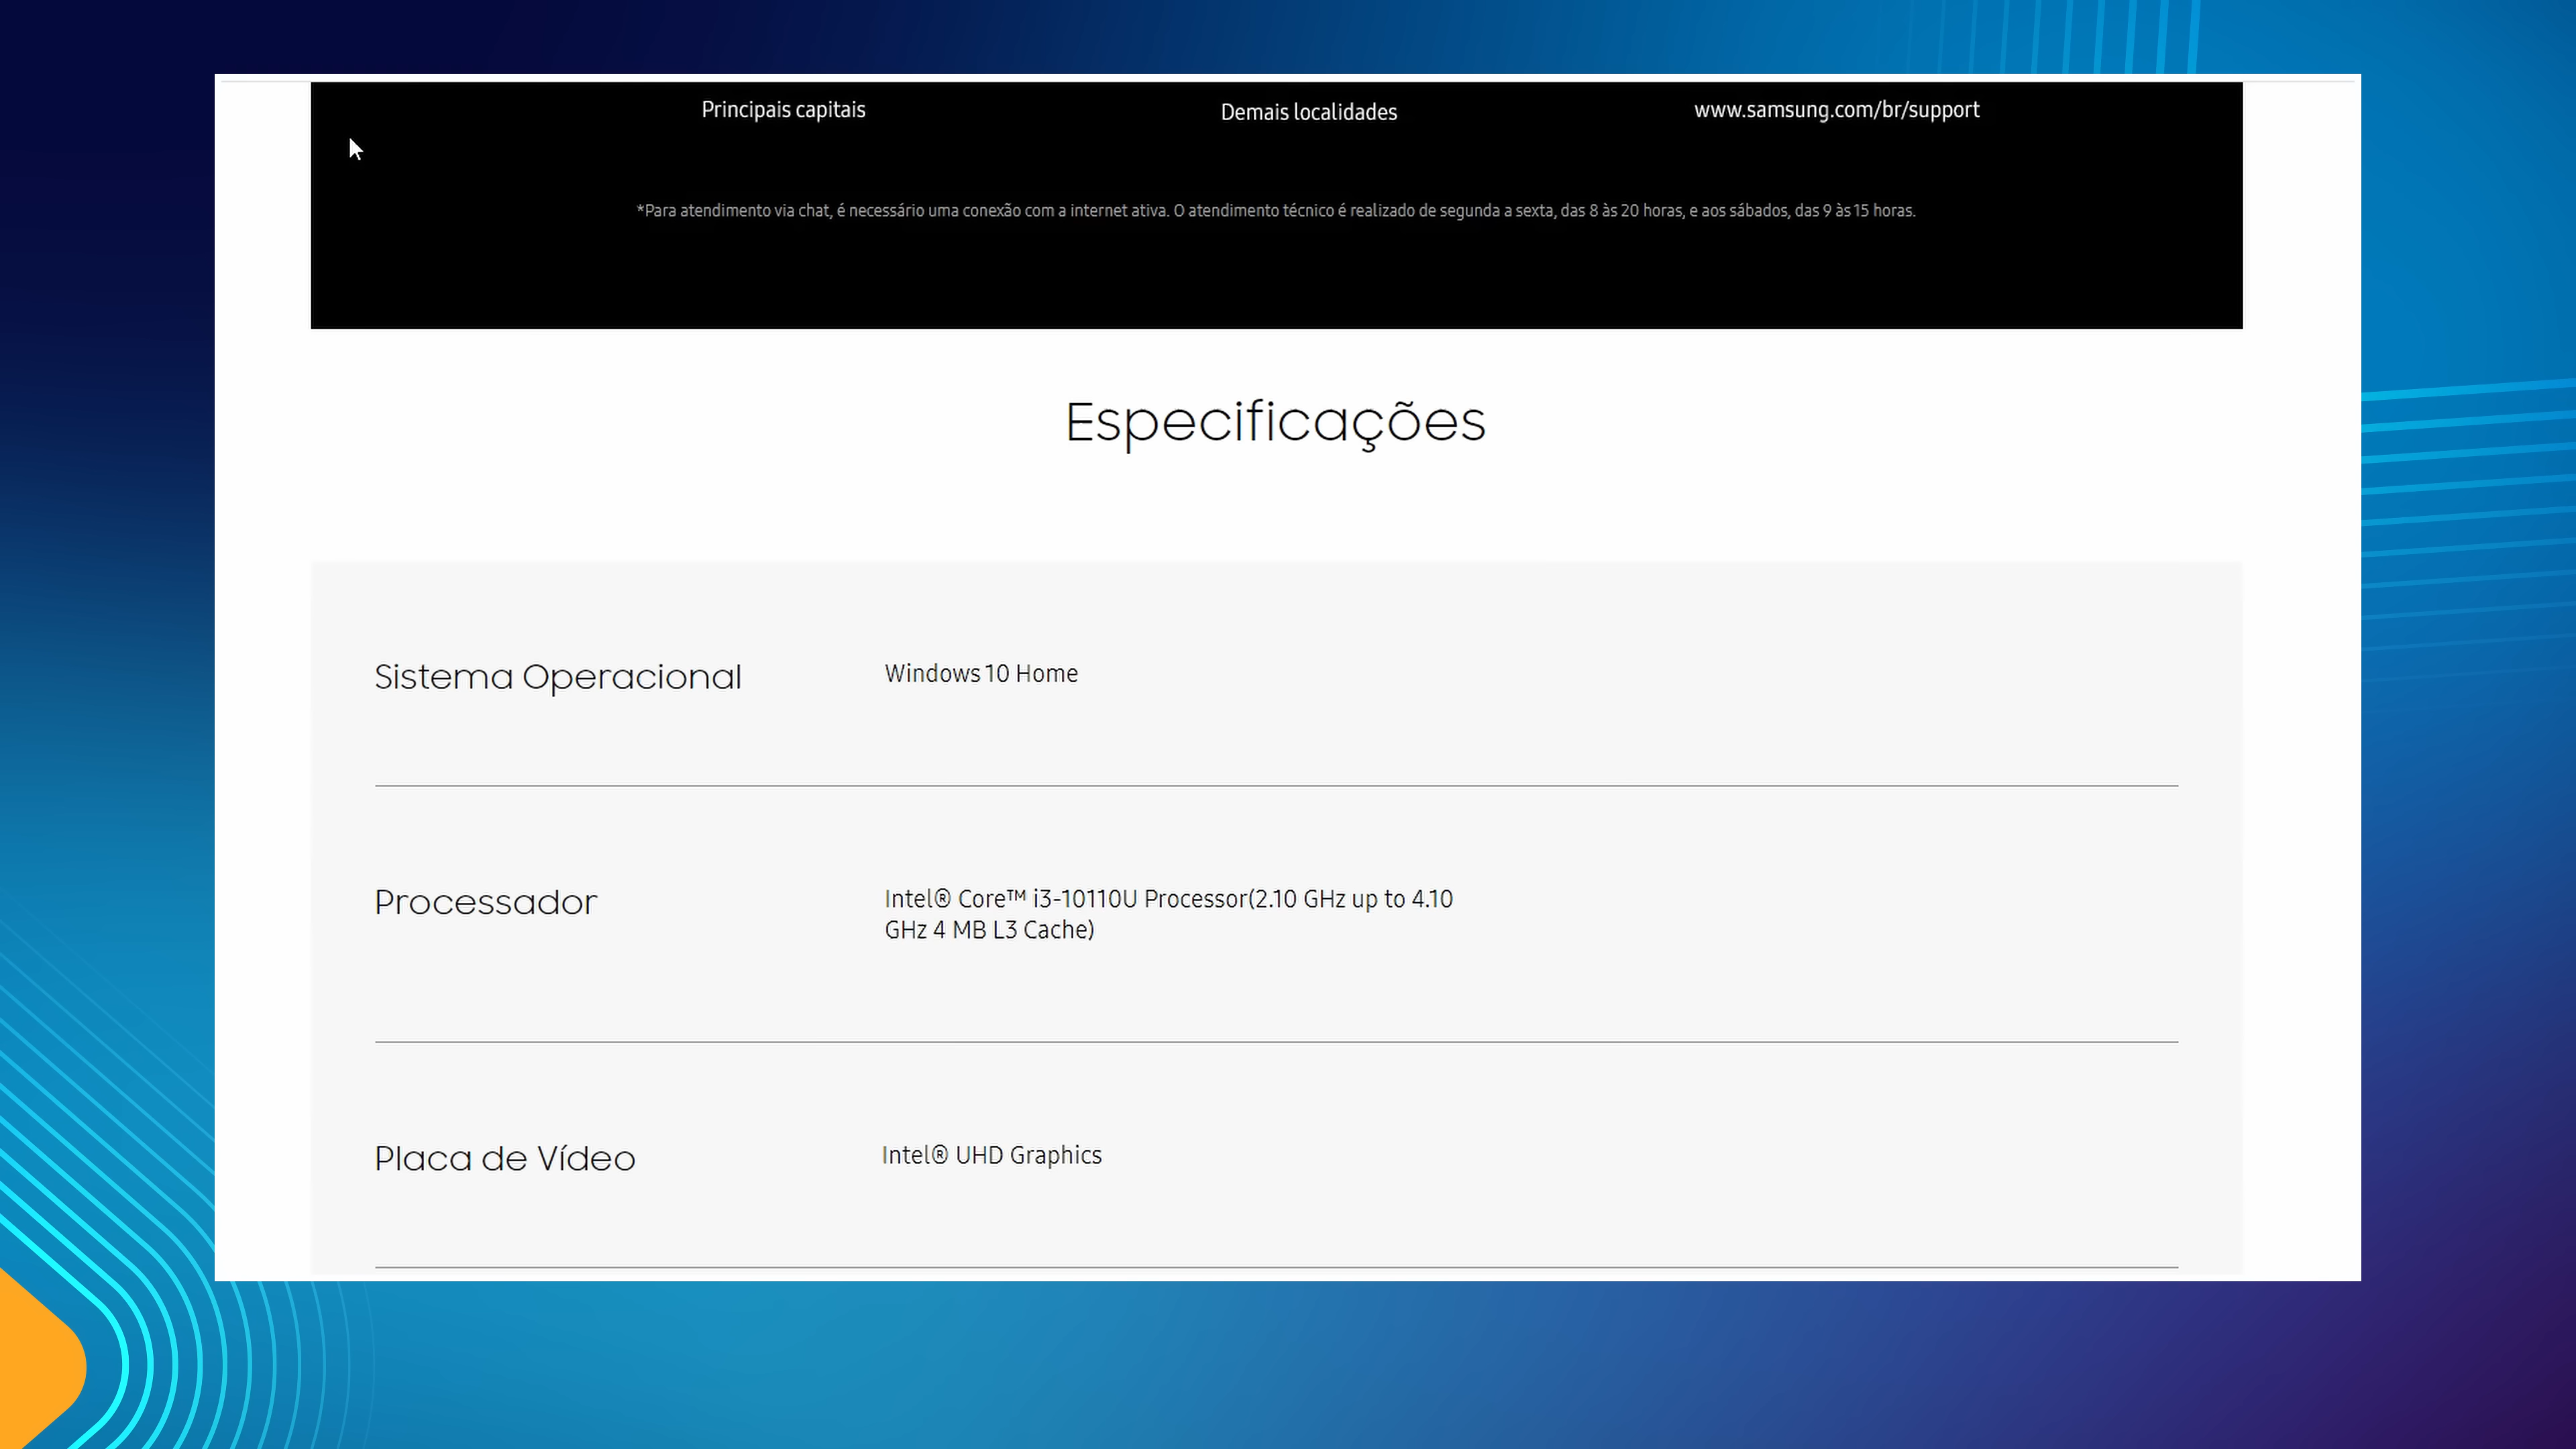 Principais capitais
Demais localidades
www.samsung.com/br/support
*Para atendimento via chat, é necessário uma conexão com a internet ativa. O atendimento técnico é realizado de segunda a sexta, das 8 às 20 horas, e aos sábados, das 9 às 15 horas.
Especificações
Sistema Operacional
Windows 10 Home
Processador
Intel® Core™ i3-10110U Processor(2.10 GHz up to 4.10
GHz 4 MB L3 Cache)
Placa de Vídeo
Intel® UHD Graphics